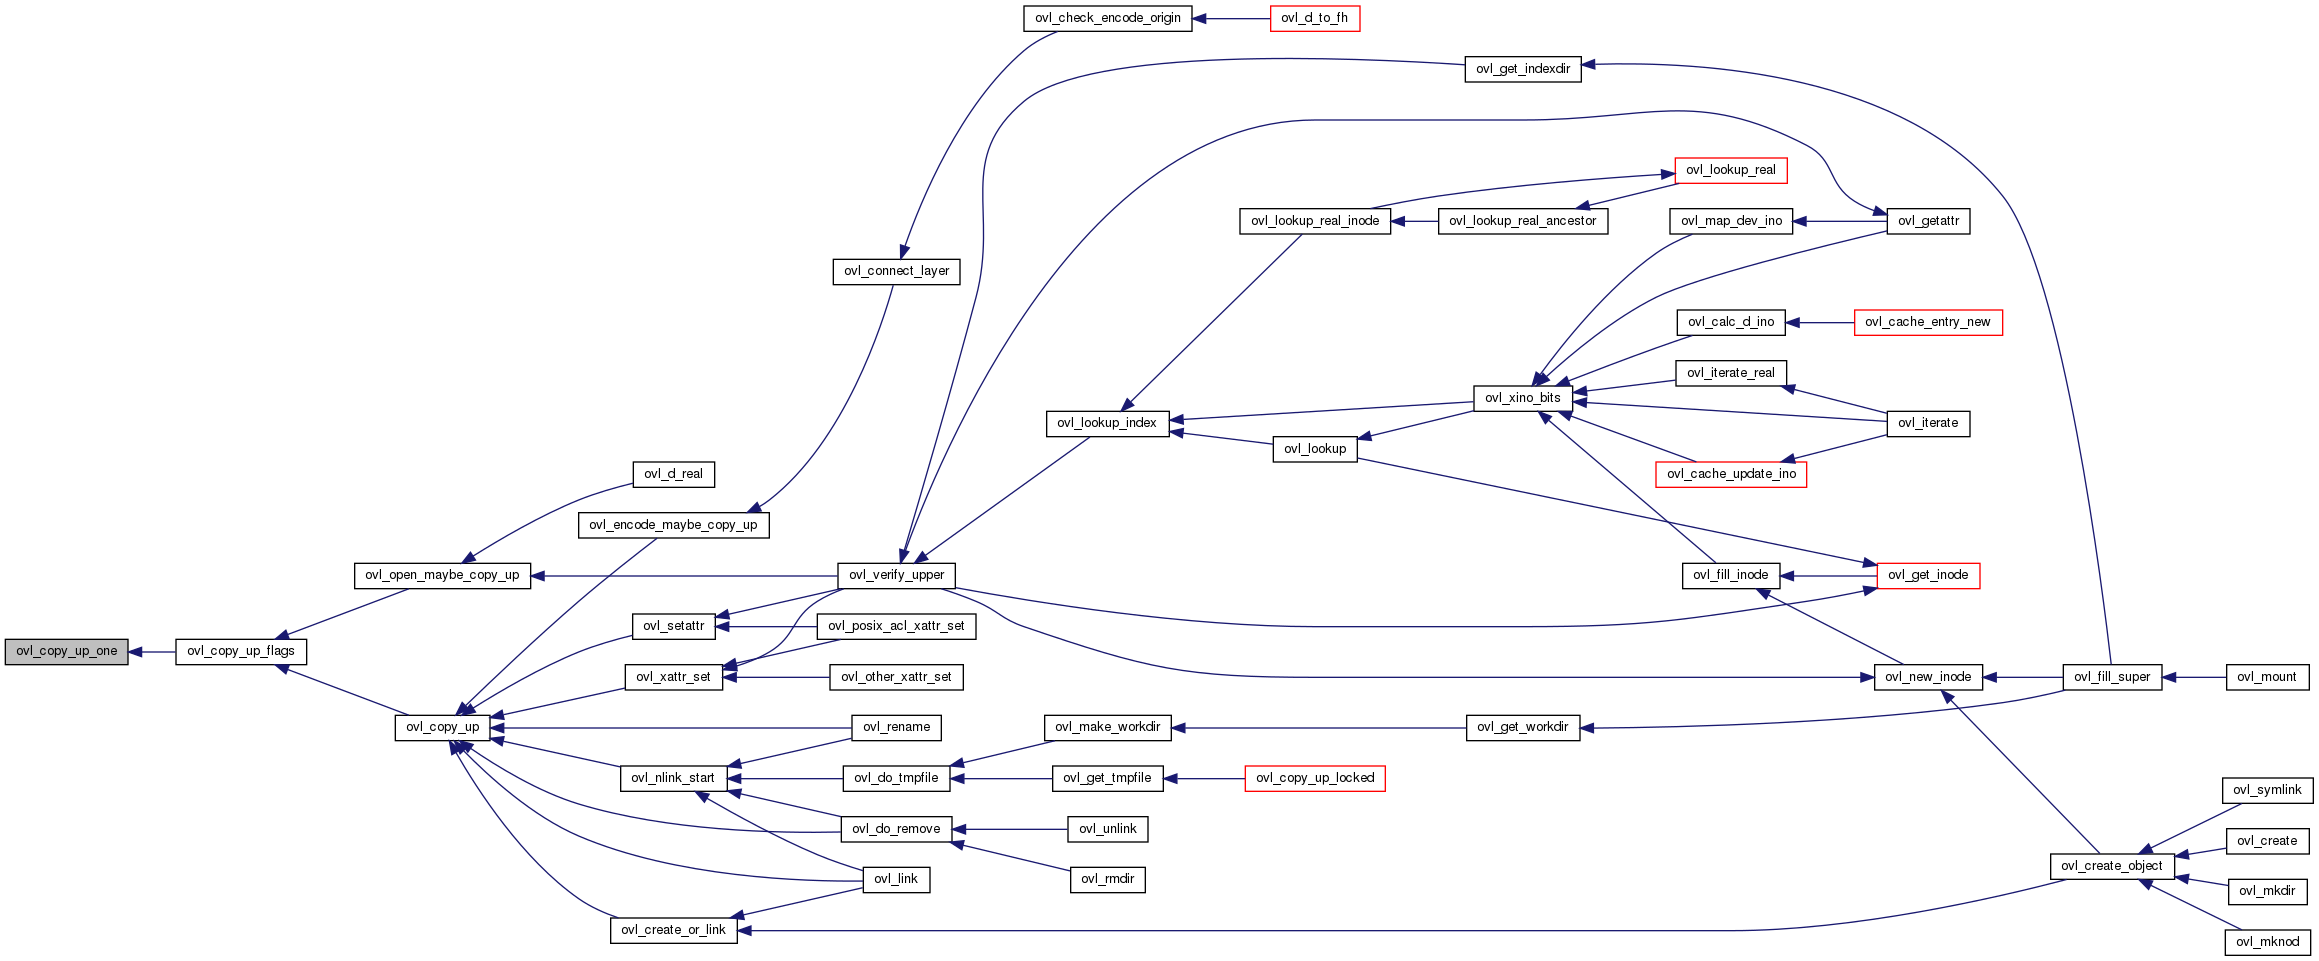 ovl_check_encode_origin
ovl_d_to_fh
ovl_get_indexdir
ovl_lookup_real
ovl_lookup_real_inode
ovl_lookup_real_ancestor
ovl_map_dev_ino
ovl_getattr
ovl_connect_layer
ovl_calc_d_ino
ovl_cache_entry_new
ovl_iterate_real
ovl_xino_bits
ovl_lookup_index
ovl_iterate
ovl_lookup
ovl_d_real
ovl_cache_update_ino
ovl_encode_maybe_copy_up
ovl_open_maybe_copy_up
ovl_verify_upper
ovl_fill_inode
ovl_get_inode
ovl_setattr
ovl_posix_acl_xattr_set
ovl_copy_up_one
ovl_copy_up_flags
ovl_xattr_set
ovl_other_xattr_set
ovl_new_inode
ovl_fill_super
ovl_mount
ovl_copy_up
ovl_rename
ovl_make_workdir
ovl_get_workdir
ovl_nlink_start
ovl_do_tmpfile
ovl_get_tmpfile
ovl_copy_up_locked
ovl_symlink
ovl_do_remove
ovl_unlink
ovl_create
ovl_create_object
ovl_link
ovl_rmdir
ovl_mkdir
ovl_create_or_link
ovl_mknod